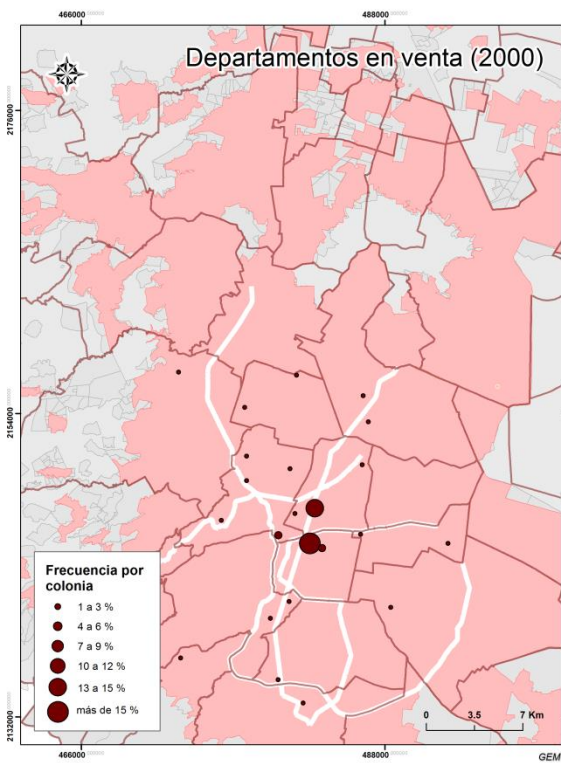 466000
488000
Departamentos en venta (2000)
2176000
2154000
2132000
Frecuencia por
colonia
1 a 3 %
4 a 6 %
7 a 9 %
10 a 12 %
13 a 15 %
más de 15 %
0 3.5 7 Km
466000
488000
GEM